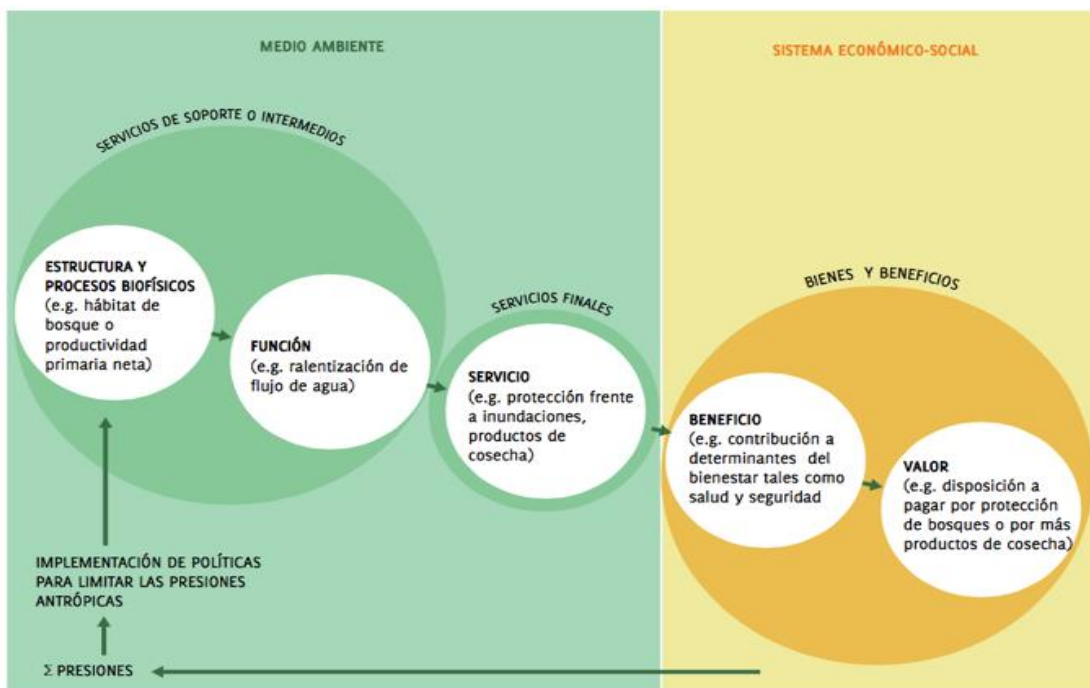 MEDIO AMBIENTE
SISTEMA ECONÓMICO-SOCIAL
SERVICIOS DE SOPORTE O INTERMEDIOS
ESTRUCTURA Y
PROCESOS BIOFÍSICOS
(e.g. hábitat de
bosque o
productividad
primaria neta)
FUNCIÓN
(e.g. ralentización de
flujo de agua)
SERVICIOS FINALES
SERVICIO
(e.g. protección frente
a inundaciones,
productos de
cosecha)
BIENES Y BENEFICIOS
BENEFICIO
(e.g. contribución a
determinantes del
bienestar tales como
salud y seguridad
VALOR
(e.g. disposición a
pagar por protección
de bosques o por más
productos de cosecha)
IMPLEMENTACIÓN DE POLÍTICAS
PARA LIMITAR LAS PRESIONES
ANTRÓPICAS
Σ PRESIONES